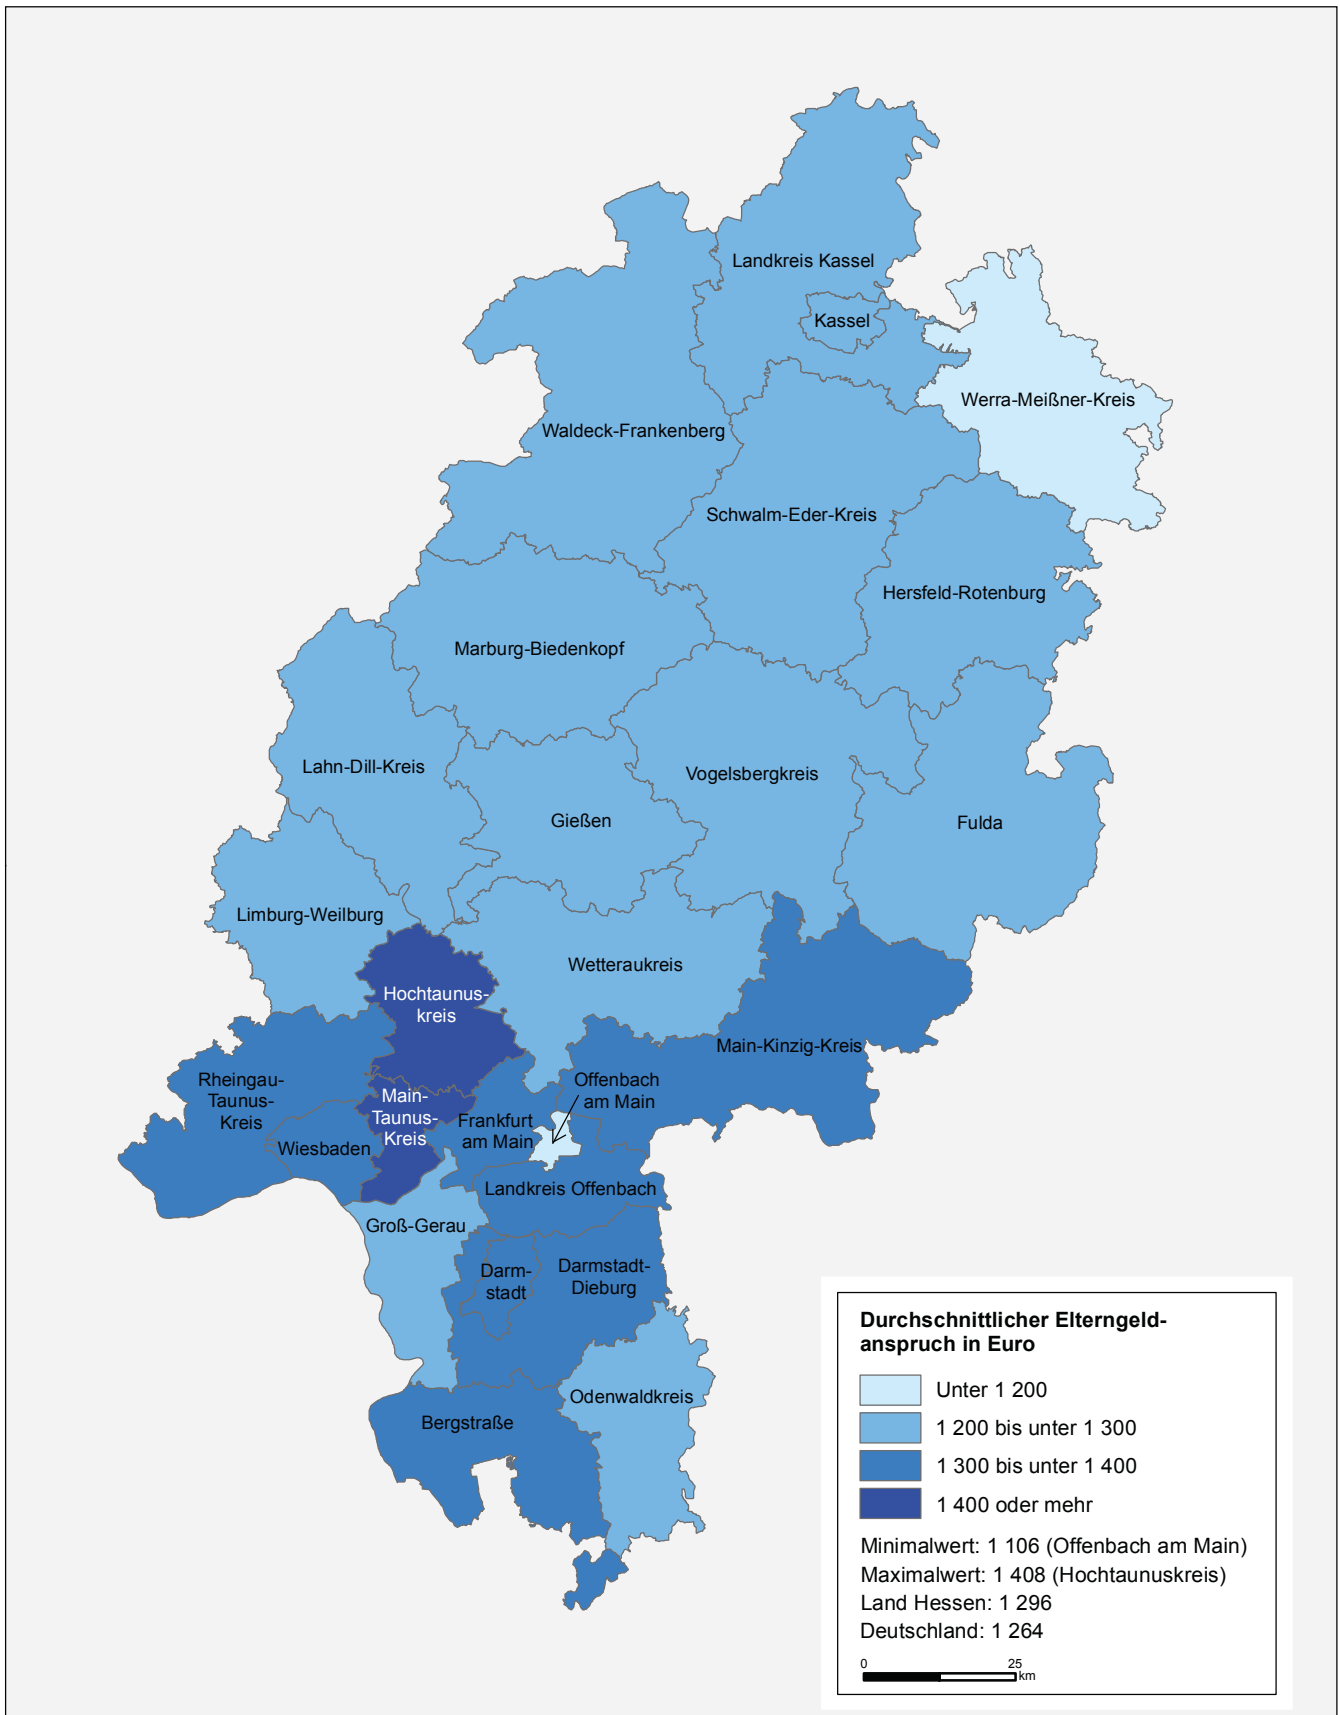 Landkreis Kassel
Kassel
Werra-Meißner-Kreis
Waldeck-Frankenberg
Schwalm-Eder-Kreis
Hersfeld-Rotenburg
Marburg-Biedenkopf
Lahn-Dill-Kreis
Vogelsbergkreis
Gießen
Fulda
Limburg-Weilburg
Wetteraukreis
Hochtaunus-
kreis
Main-Kinzig-Kreis
Rheingau-
Taunus-
Kreis
Main-
Taunus-
Kreis
Offenbach
am Main
Frankfurt
am Main
Wiesbaden
Landkreis Offenbach
Groß-Gerau
Darm-
stadt
Darmstadt-
Dieburg
Odenwaldkreis
Bergstraße
Durchschnittlicher Elterngeld-
anspruch in Euro
Unter 1 200
1 200 bis unter 1 300
1 300 bis unter 1 400
1 400 oder mehr
Minimalwert: 1 106 (Offenbach am Main)
Maximalwert: 1 408 (Hochtaunuskreis)
Land Hessen: 1 296
Deutschland: 1 264
0 25
km